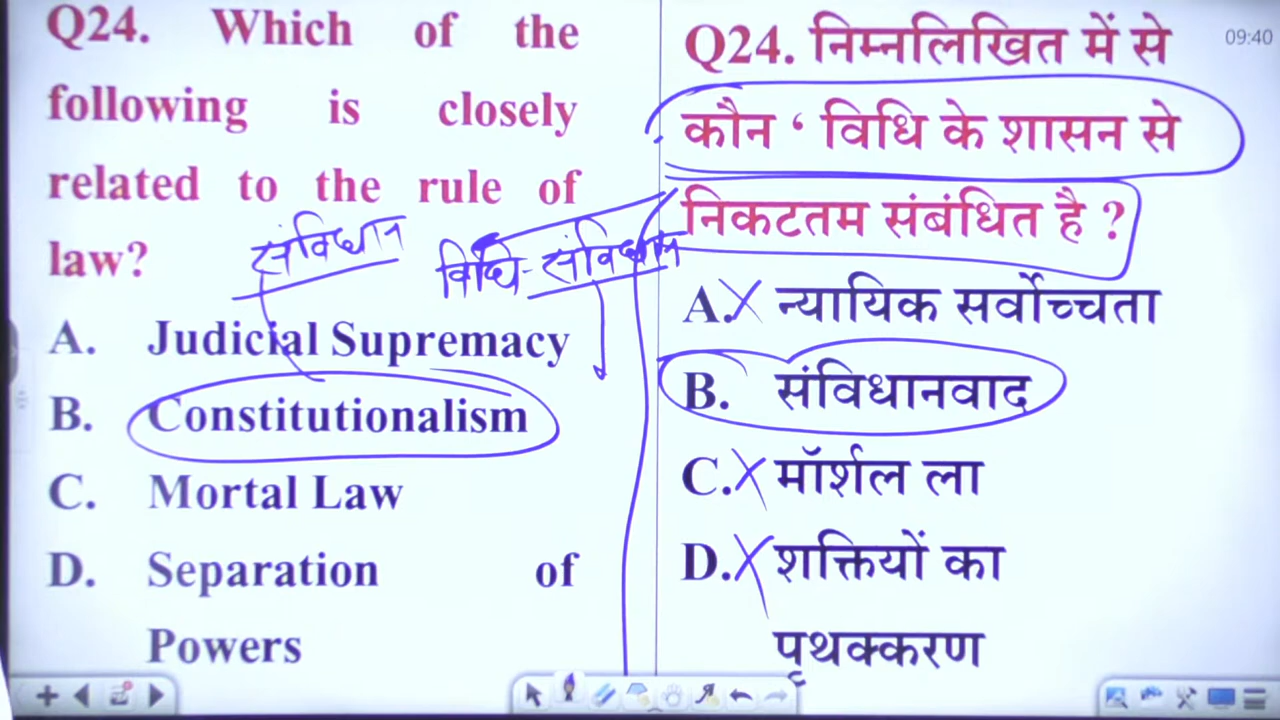 Q24. Which of the
following is closely
related to the rule of
law?
संविधान
विधि-संविधान
A. Judicial Supremacy
B. Constitutionalism
C. Mortal Law
D. Separation of
Powers
Q24. निम्नलिखित में से
कौन ‘ विधि के शासन से
निकटतम संबंधित है ?
A. न्यायिक सर्वोच्चता
B. संविधानवाद
C. मॉर्शल ला
D. शक्तियों का
पृथक्करण
09:40